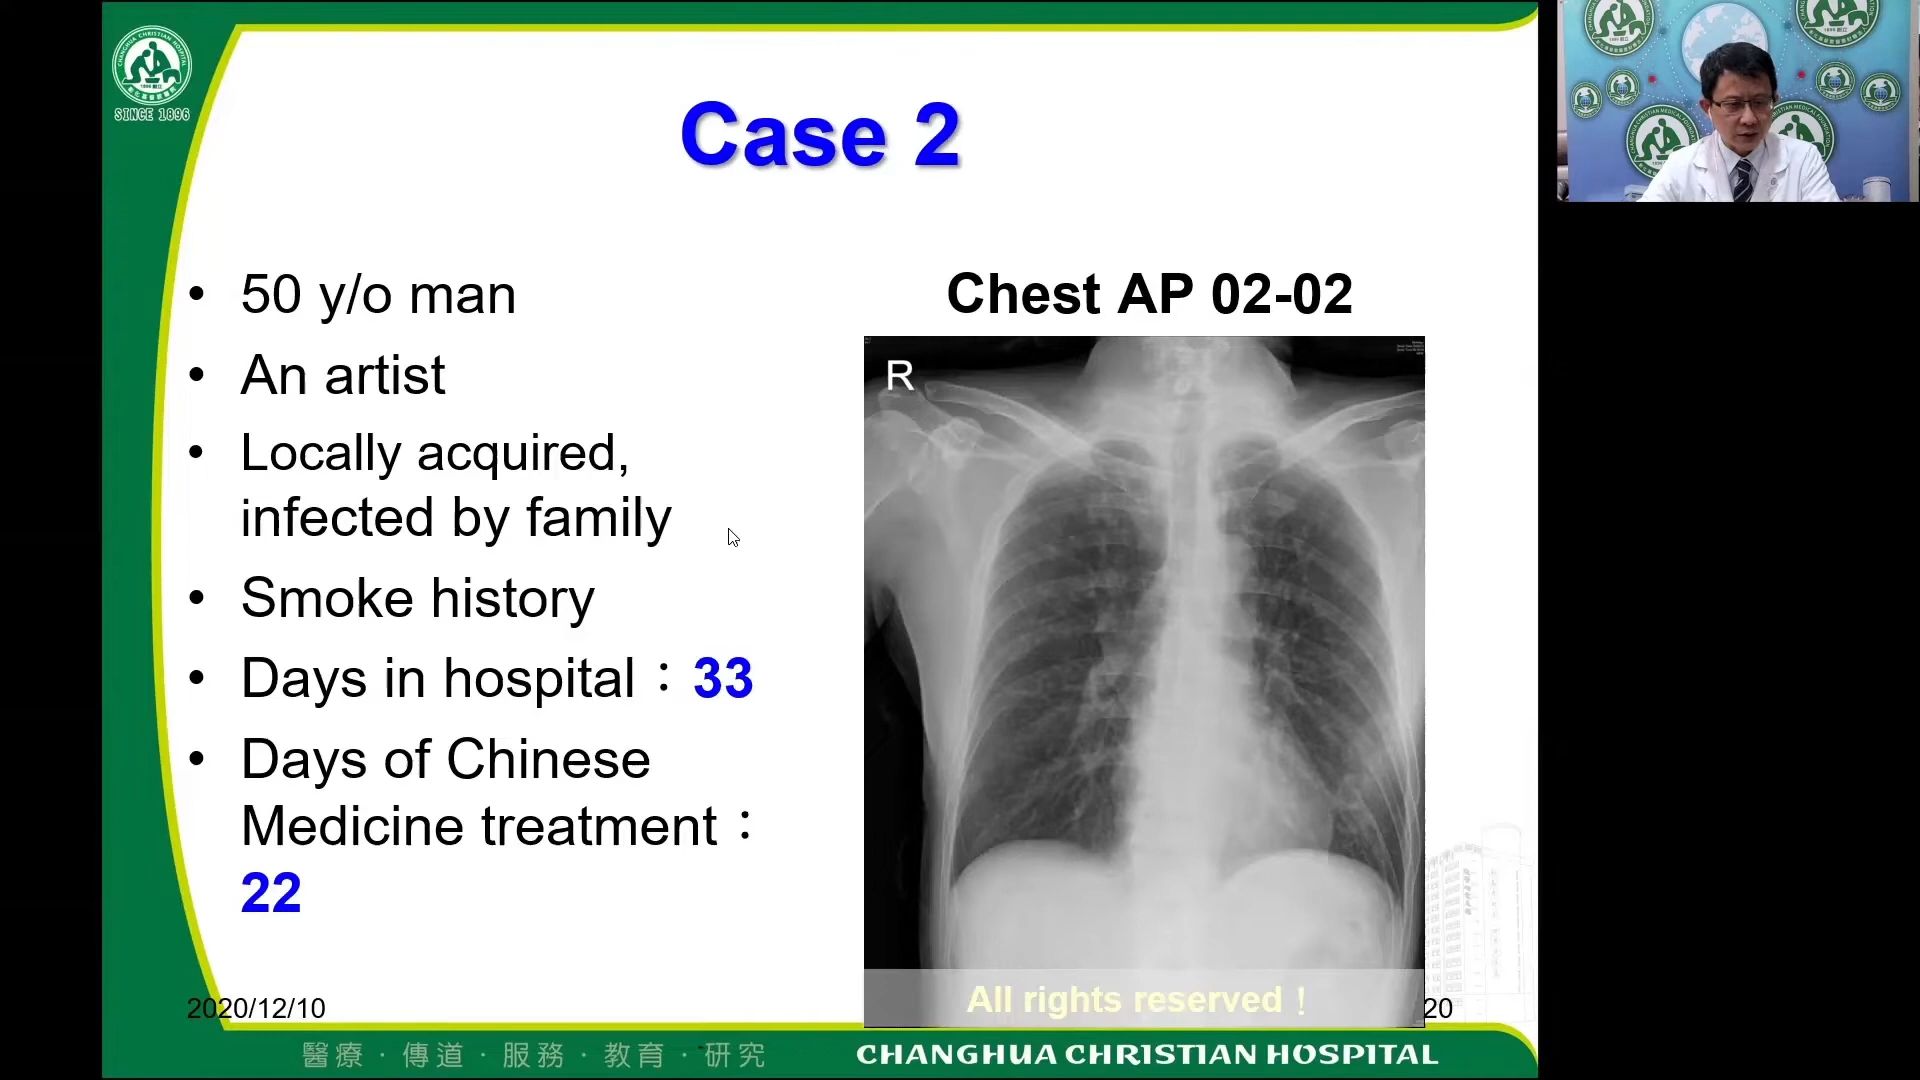 SINCE 1896
Case 2
• 50 y/o man
• An artist
• Locally acquired,
infected by family
• Smoke history
• Days in hospital：33
• Days of Chinese
Medicine treatment：
22
Chest AP 02-02
R
All rights reserved！
2020/12/10
20
醫療．傳道．服務．教育．研究
CHANGHUA CHRISTIAN HOSPITAL